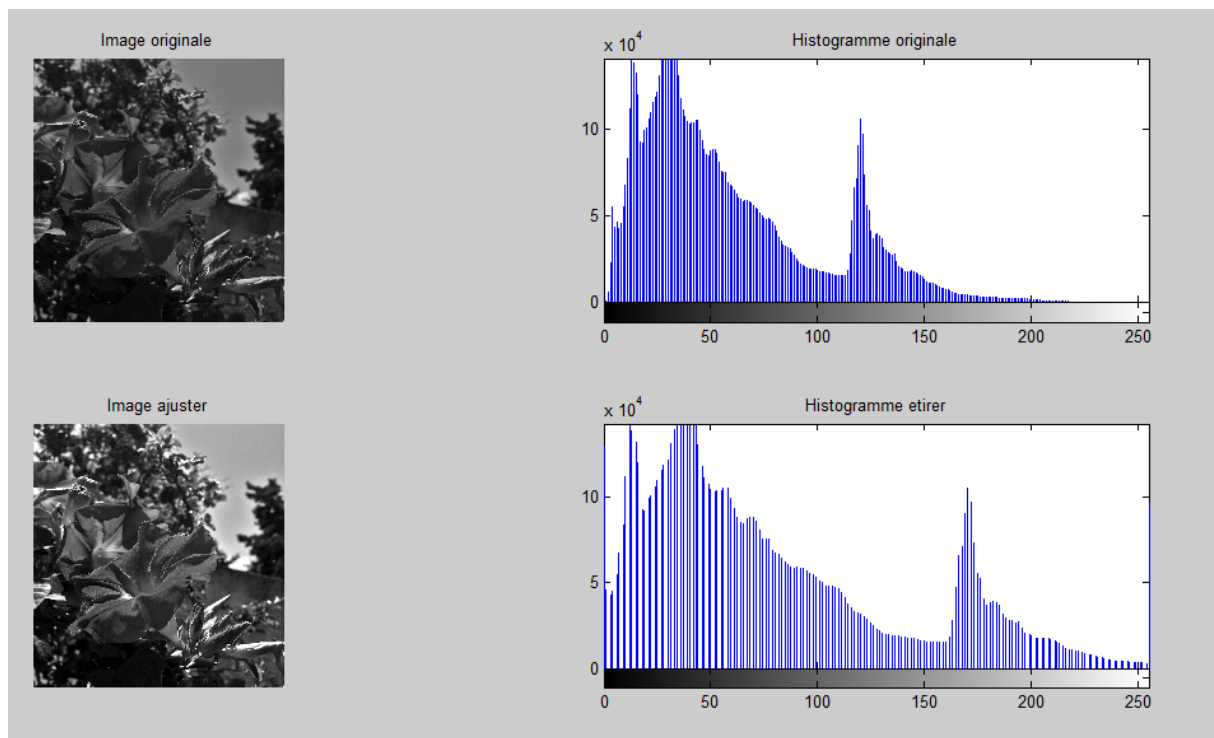 Image originale
Histogramme originale
x 10^4
10
5
0
0 50 100 150 200 250
Image ajuster
Histogramme etirer
x 10^4
10
5
0
0 50 100 150 200 250